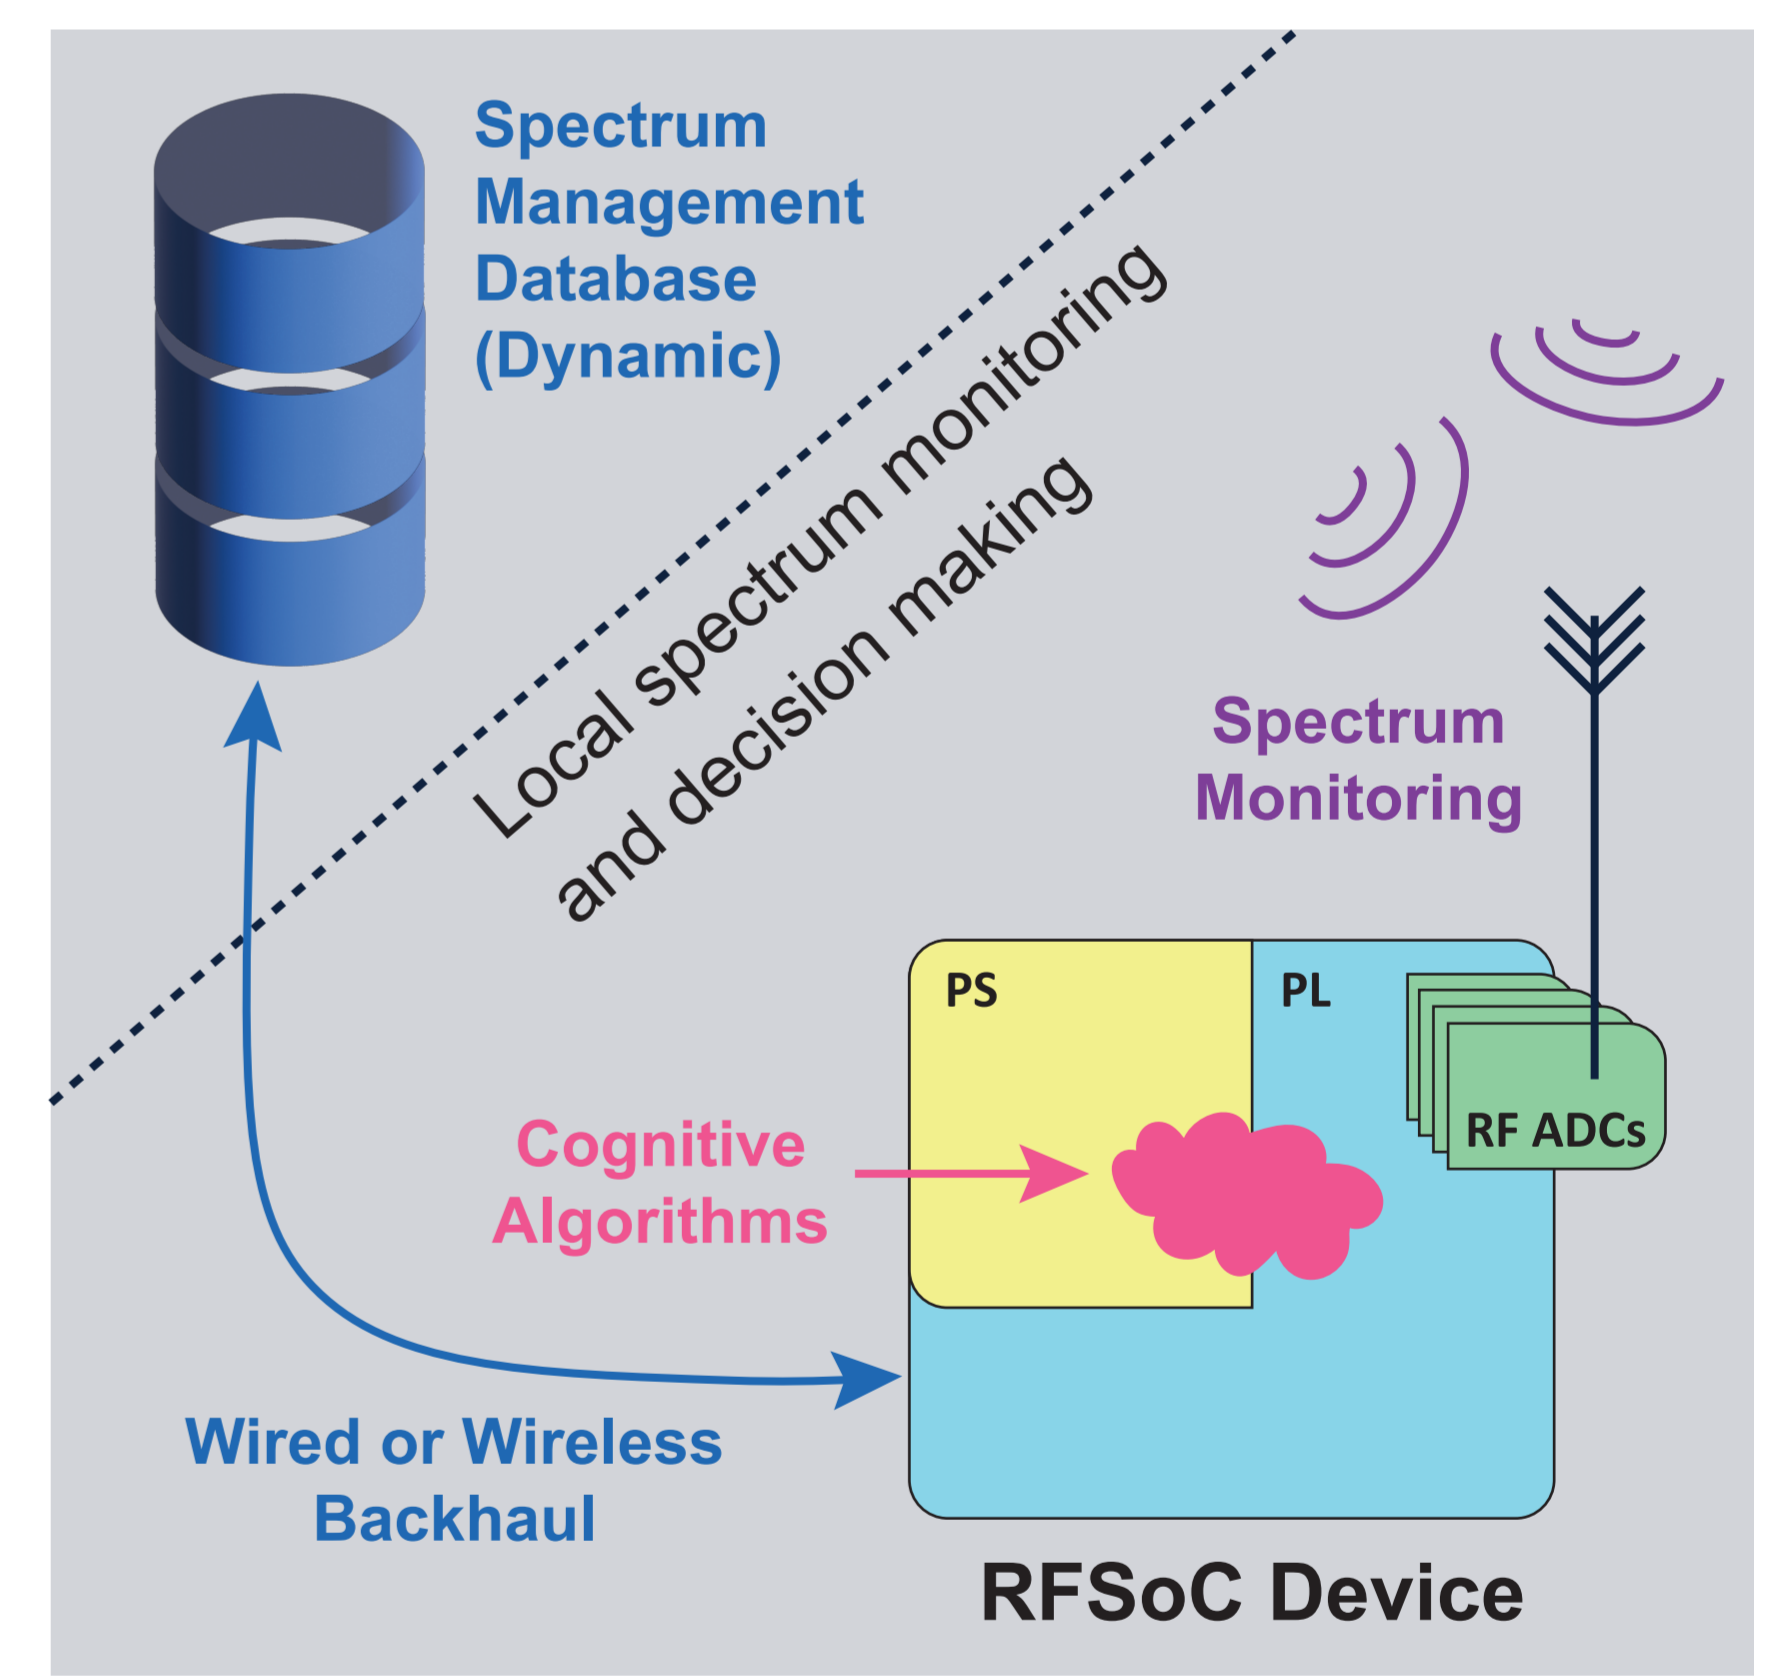 Spectrum
Management
Database
(Dynamic)
Local spectrum monitoring
and decision making
Spectrum
Monitoring
PS
PL
RF ADCs
Cognitive
Algorithms
Wired or Wireless
Backhaul
RFSoC Device